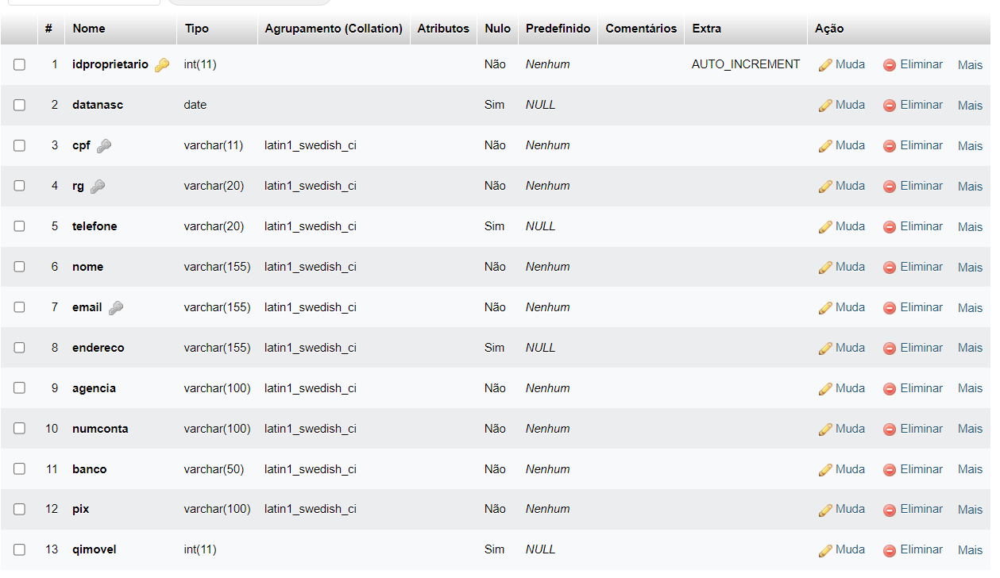 # Nome Tipo Agrupamento (Collation) Atributos Nulo Predefinido Comentários Extra Ação
1 idproprietario int(11) Não Nenhum AUTO_INCREMENT Muda Eliminar Mais
2 datanasc date Sim NULL Muda Eliminar Mais
3 cpf varchar(11) latin1_swedish_ci Não Nenhum Muda Eliminar Mais
4 rg varchar(20) latin1_swedish_ci Não Nenhum Muda Eliminar Mais
5 telefone varchar(20) latin1_swedish_ci Sim NULL Muda Eliminar Mais
6 nome varchar(155) latin1_swedish_ci Não Nenhum Muda Eliminar Mais
7 email varchar(155) latin1_swedish_ci Não Nenhum Muda Eliminar Mais
8 endereco varchar(155) latin1_swedish_ci Sim NULL Muda Eliminar Mais
9 agencia varchar(100) latin1_swedish_ci Não Nenhum Muda Eliminar Mais
10 numconta varchar(100) latin1_swedish_ci Não Nenhum Muda Eliminar Mais
11 banco varchar(50) latin1_swedish_ci Não Nenhum Muda Eliminar Mais
12 pix varchar(100) latin1_swedish_ci Não Nenhum Muda Eliminar Mais
13 qimovel int(11) Sim NULL Muda Eliminar Mais